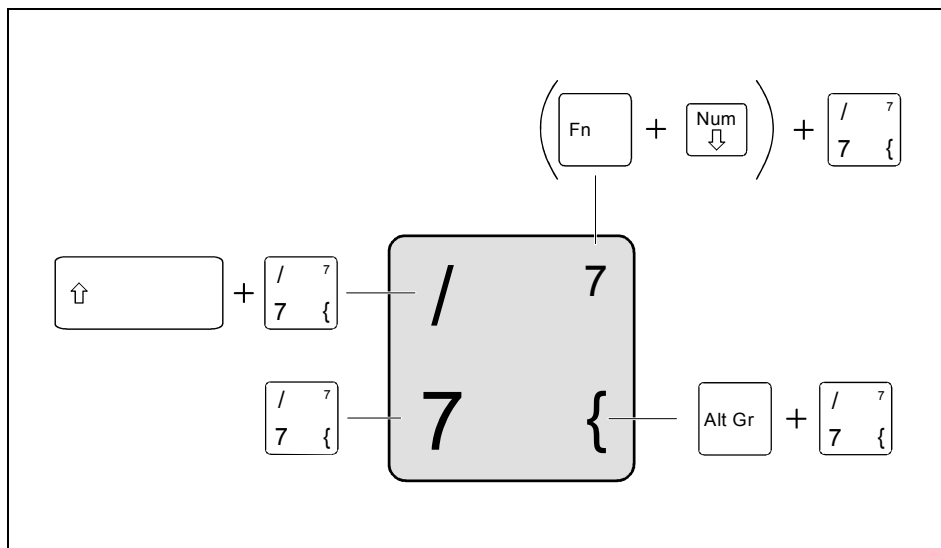 ( Fn + Num ⇩ ) + / 7 7 {
⇧ + / 7 7 {
/ 7
7 {
/ 7 7 {
Alt Gr + / 7 7 {